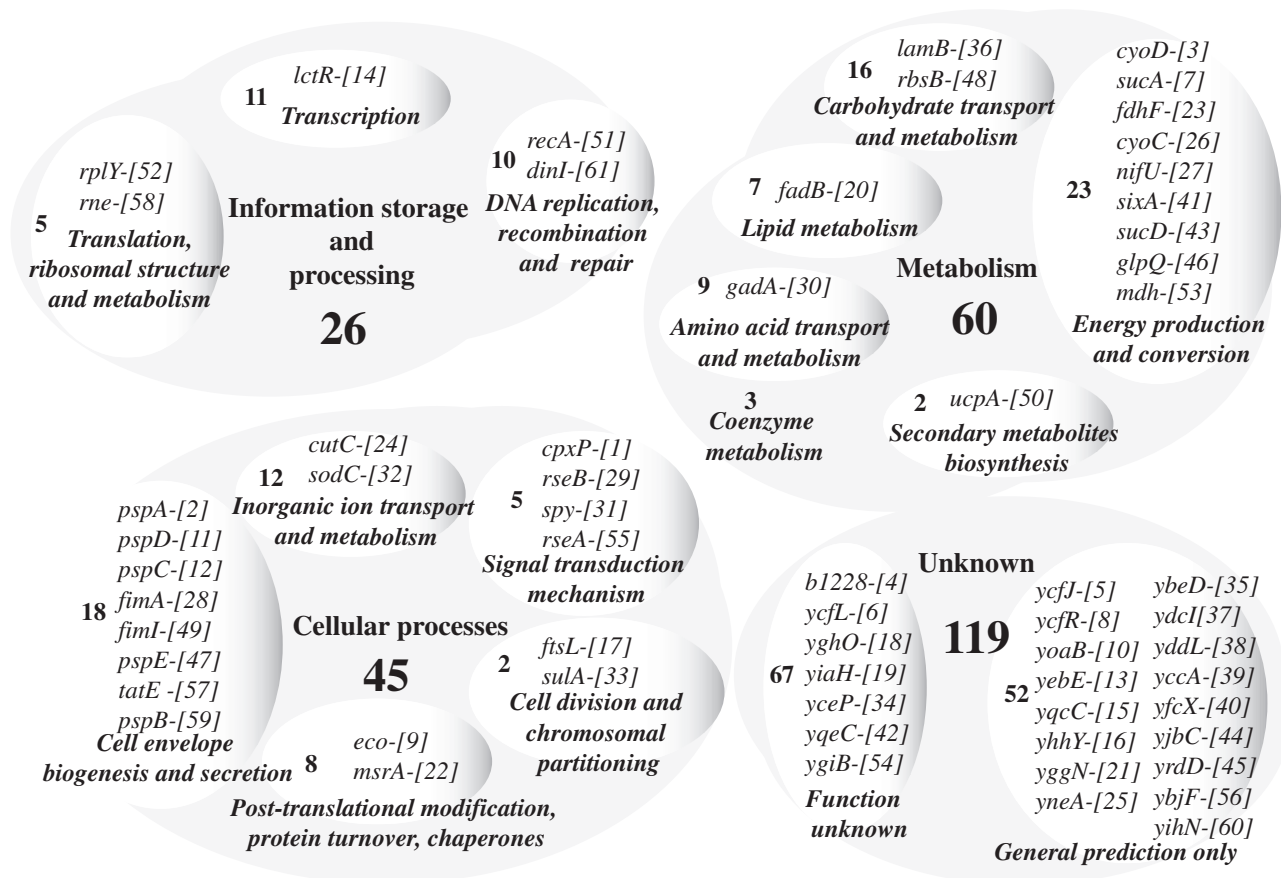 lctR-[14]
11
Transcription
rplY-[52]
rne-[58]
5
Translation,
ribosomal structure
and metabolism
recA-[51]
10
dinI-[61]
DNA replication,
recombination
and repair
Information storage
and
processing
26
lamB-[36]
16
rbsB-[48]
Carbohydrate transport
and metabolism
7
fadB-[20]
Lipid metabolism
9
gadA-[30]
Amino acid transport
and metabolism
3
Coenzyme
metabolism
Metabolism
60
cyoD-[3]
sucA-[7]
fdhF-[23]
cyoC-[26]
nifU-[27]
23
sixA-[41]
sucD-[43]
glpQ-[46]
mdh-[53]
Energy production
and conversion
2
ucpA-[50]
Secondary metabolites
biosynthesis
cutC-[24]
12
sodC-[32]
Inorganic ion transport
and metabolism
cpxP-[1]
rseB-[29]
5
spy-[31]
rseA-[55]
Signal transduction
mechanism
pspA-[2]
pspD-[11]
pspC-[12]
18
fimA-[28]
fimI-[49]
pspE-[47]
tatE -[57]
pspB-[59]
Cell envelope
biogenesis and secretion
Cellular processes
45
2
ftsL-[17]
sulA-[33]
Cell division and
chromosomal
partitioning
8
eco-[9]
msrA-[22]
Post-translational modification,
protein turnover, chaperones
Unknown
119
b1228-[4]
ycfL-[6]
yghO-[18]
67
yiaH-[19]
yceP-[34]
yqeC-[42]
ygiB-[54]
Function
unknown
ycfJ-[5]
ycfR-[8]
yoaB-[10]
yebE-[13]
52
yqcC-[15]
yhhY-[16]
yggN-[21]
yneA-[25]
ybeD-[35]
ydcI[37]
yddL-[38]
yccA-[39]
yfcX-[40]
yjbC-[44]
yrdD-[45]
ybjF-[56]
yihN-[60]
General prediction only